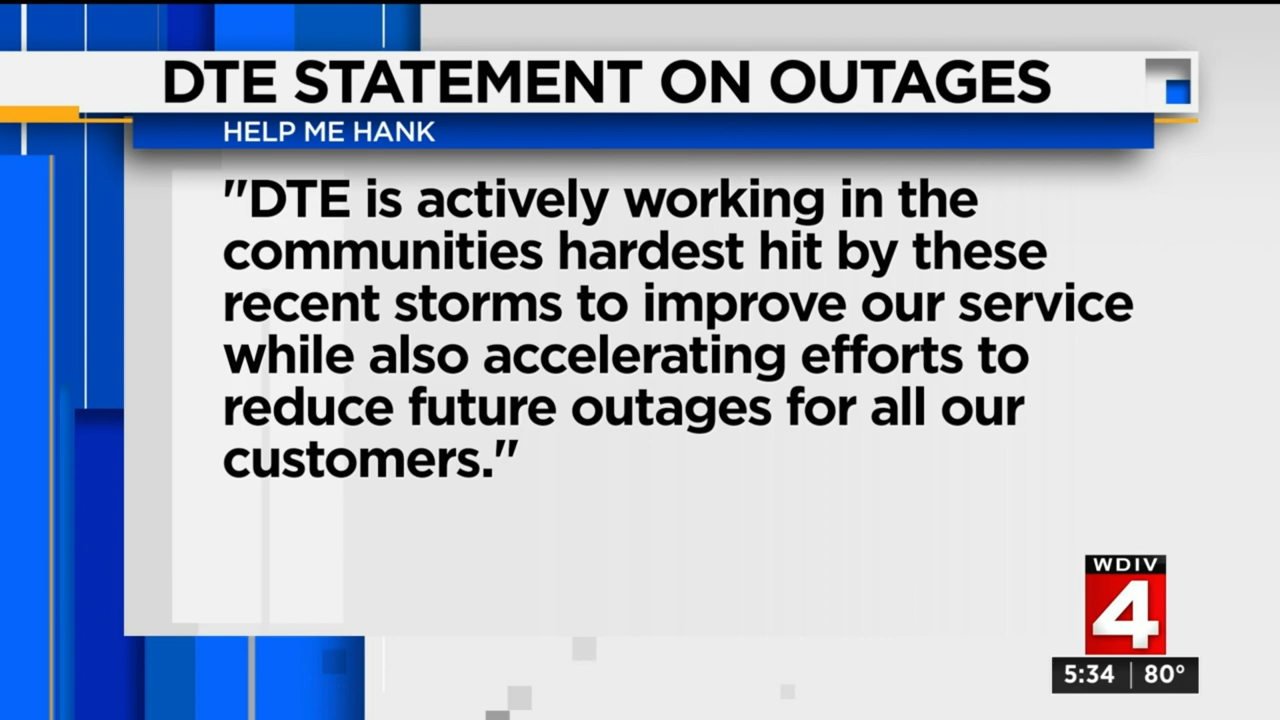 DTE STATEMENT ON OUTAGES
HELP ME HANK
"DTE is actively working in the
communities hardest hit by these
recent storms to improve our service
while also accelerating efforts to
reduce future outages for all our
customers."
WDIV
4
5:34 | 80°